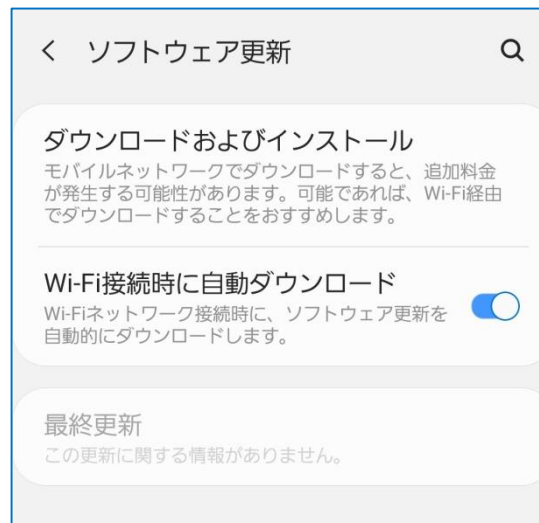 ソフトウェア更新
ダウンロードおよびインストール
モバイルネットワークでダウンロードすると、追加料金
が発生する可能性があります。可能であれば、Wi-Fi経由
でダウンロードすることをおすすめします。
Wi-Fi接続時に自動ダウンロード
Wi-Fiネットワーク接続時に、ソフトウェア更新を
自動的にダウンロードします。
最終更新
この更新に関する情報がありません。